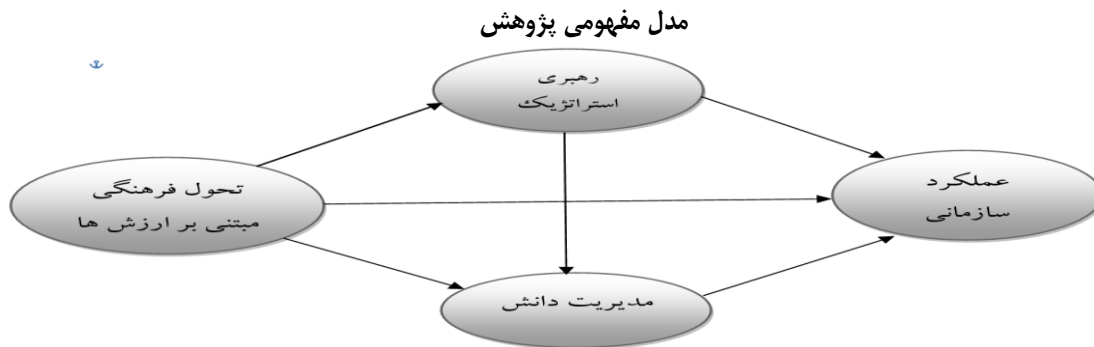 مدل مفهومی پژوهش
رهبری
استراتژیک
تحول فرهنگی
مبتنی بر ارزش ها
عملکرد
سازمانی
مدیریت دانش